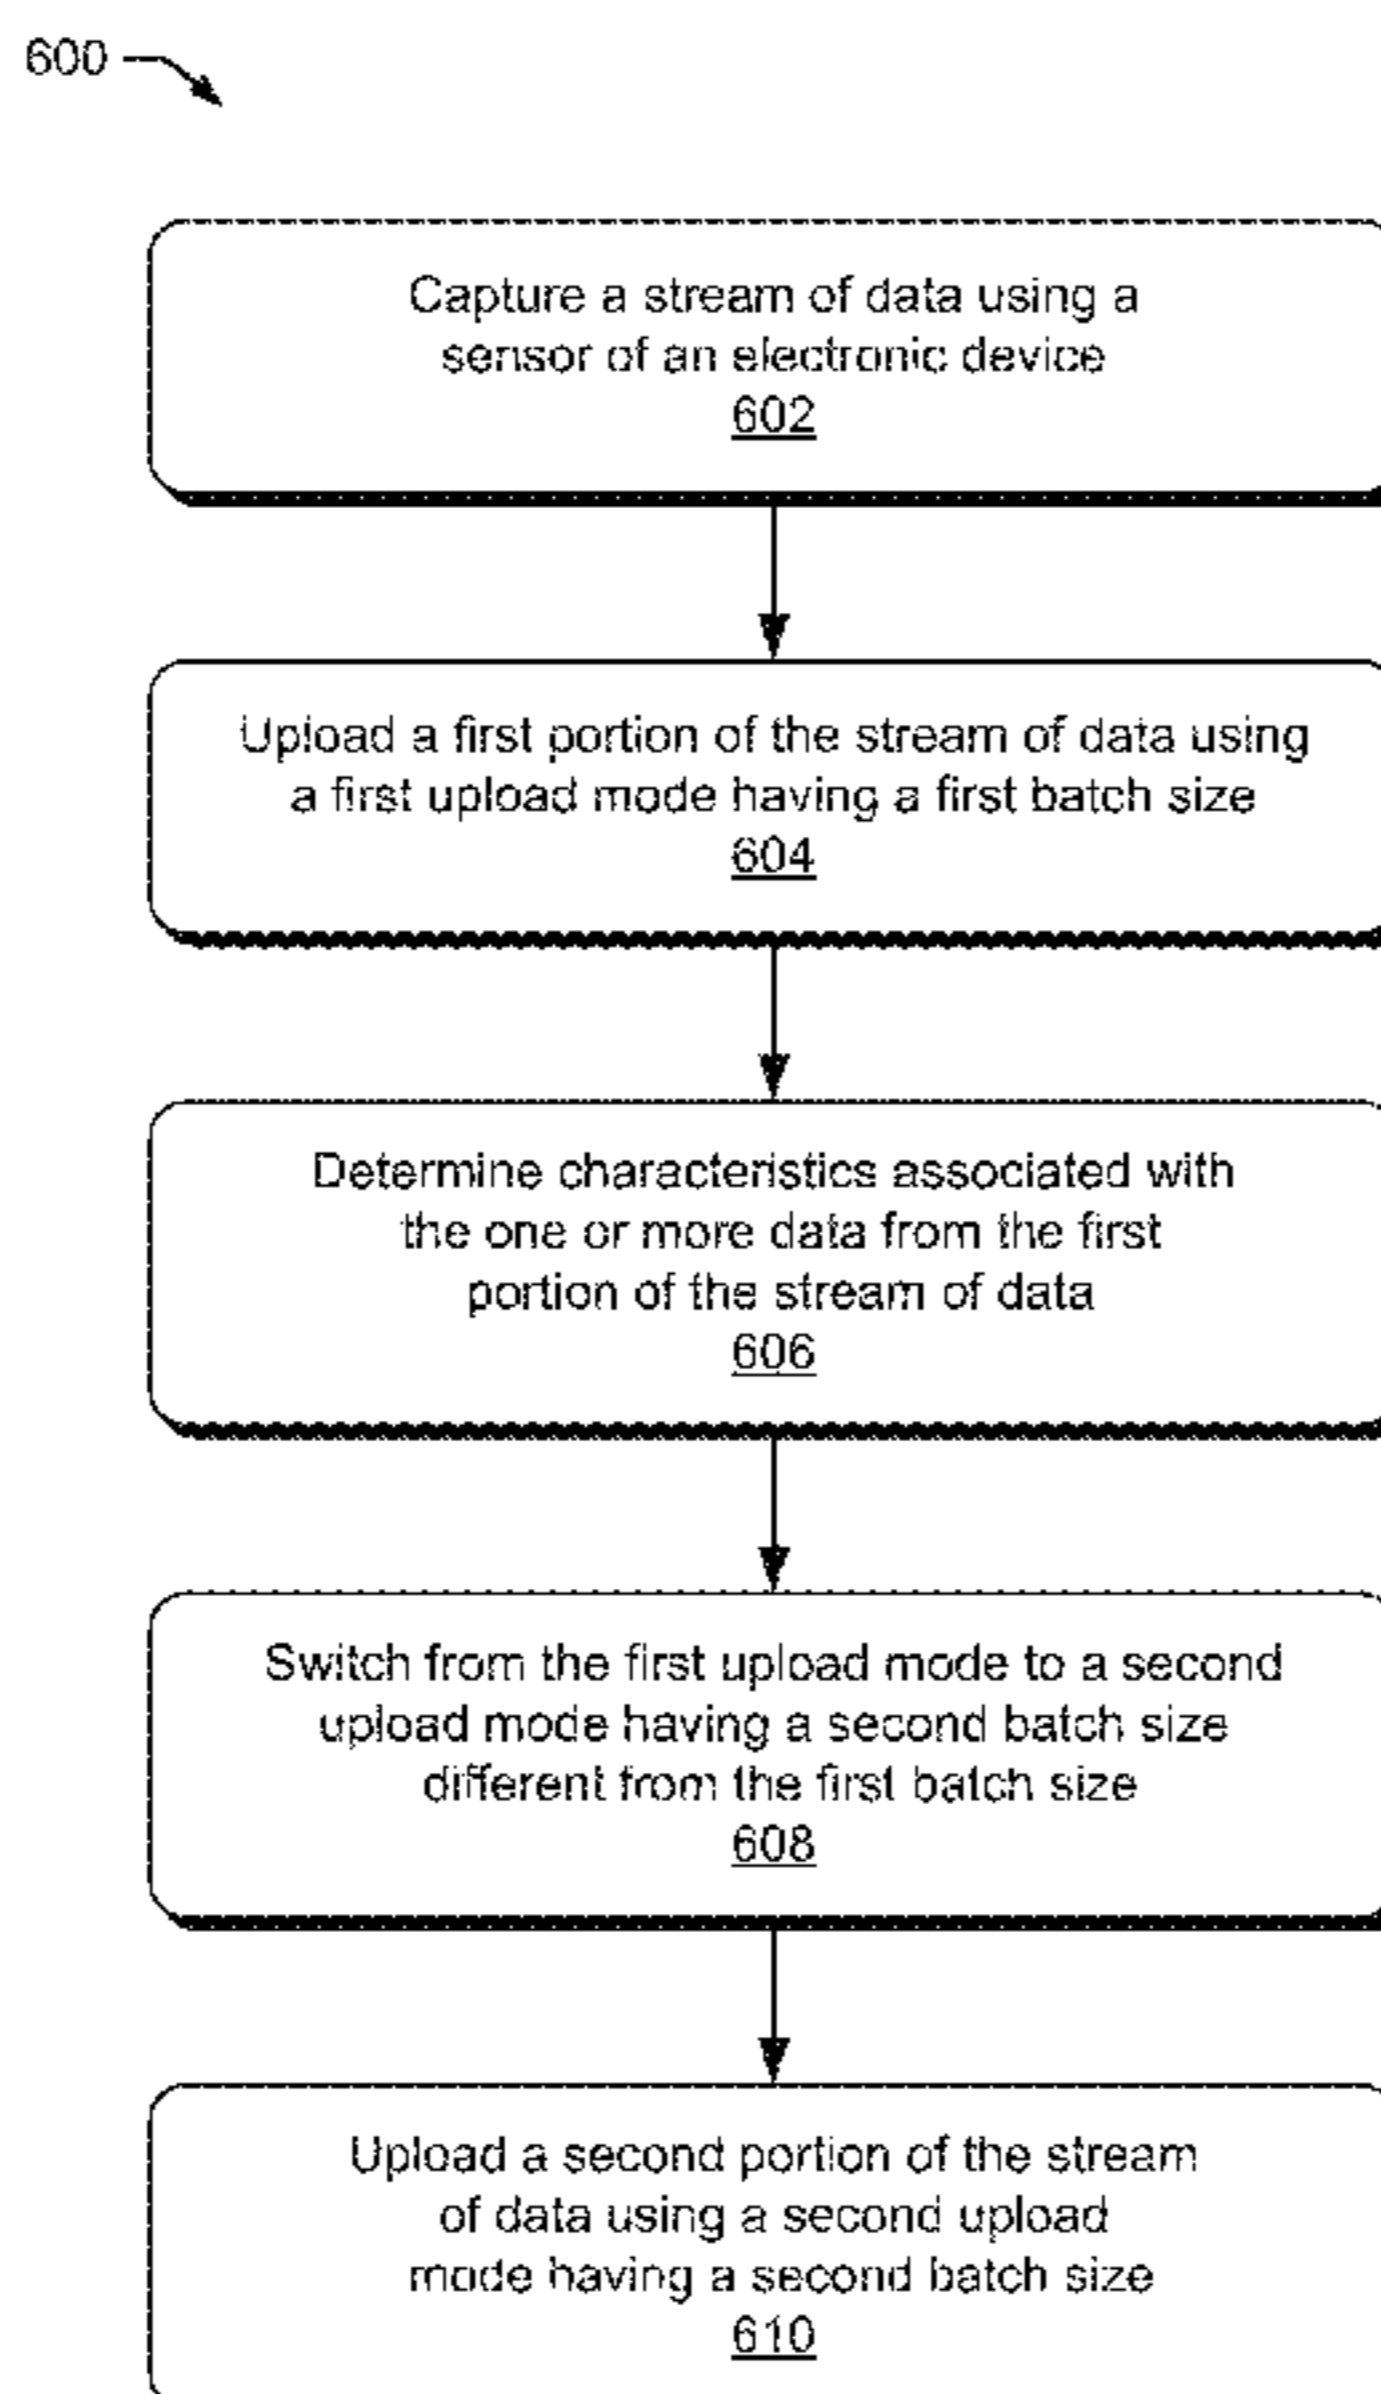 600
Capture a stream of data using a
sensor of an electronic device
602
Upload a first portion of the stream of data using
a first upload mode having a first batch size
604
Determine characteristics associated with
the one or more data from the first
portion of the stream of data
606
Switch from the first upload mode to a second
upload mode having a second batch size
different from the first batch size
608
Upload a second portion of the stream
of data using a second upload
mode having a second batch size
610